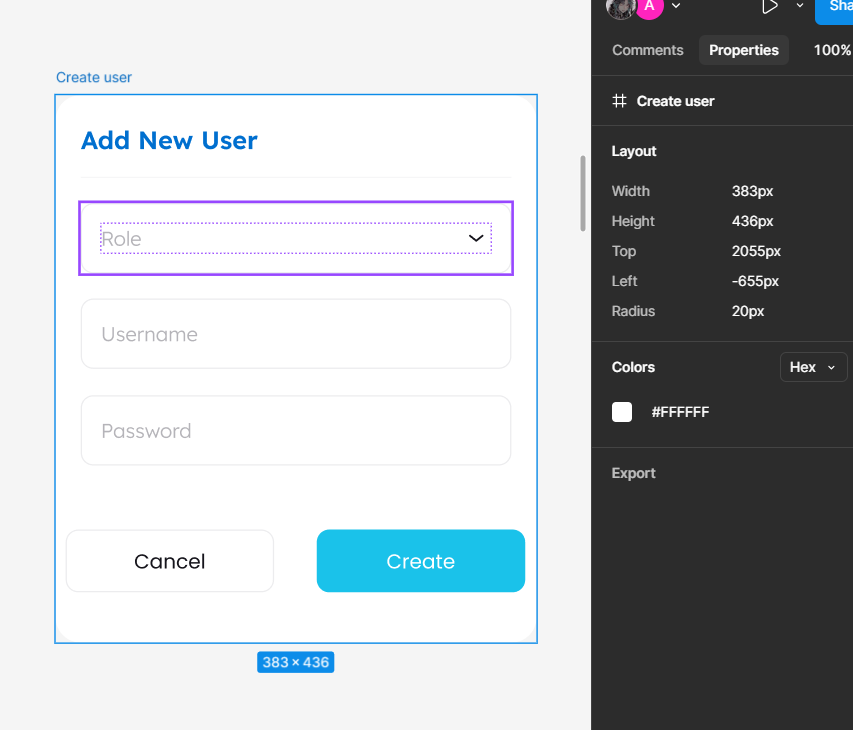 A
Sha
Comments Properties 100%
Create user
Create user
Add New User
Layout
Width 383px
Height 436px
Top 2055px
Left -655px
Radius 20px
Role
Username
Password
Colors Hex
#FFFFFF
Export
Cancel Create
383 × 436